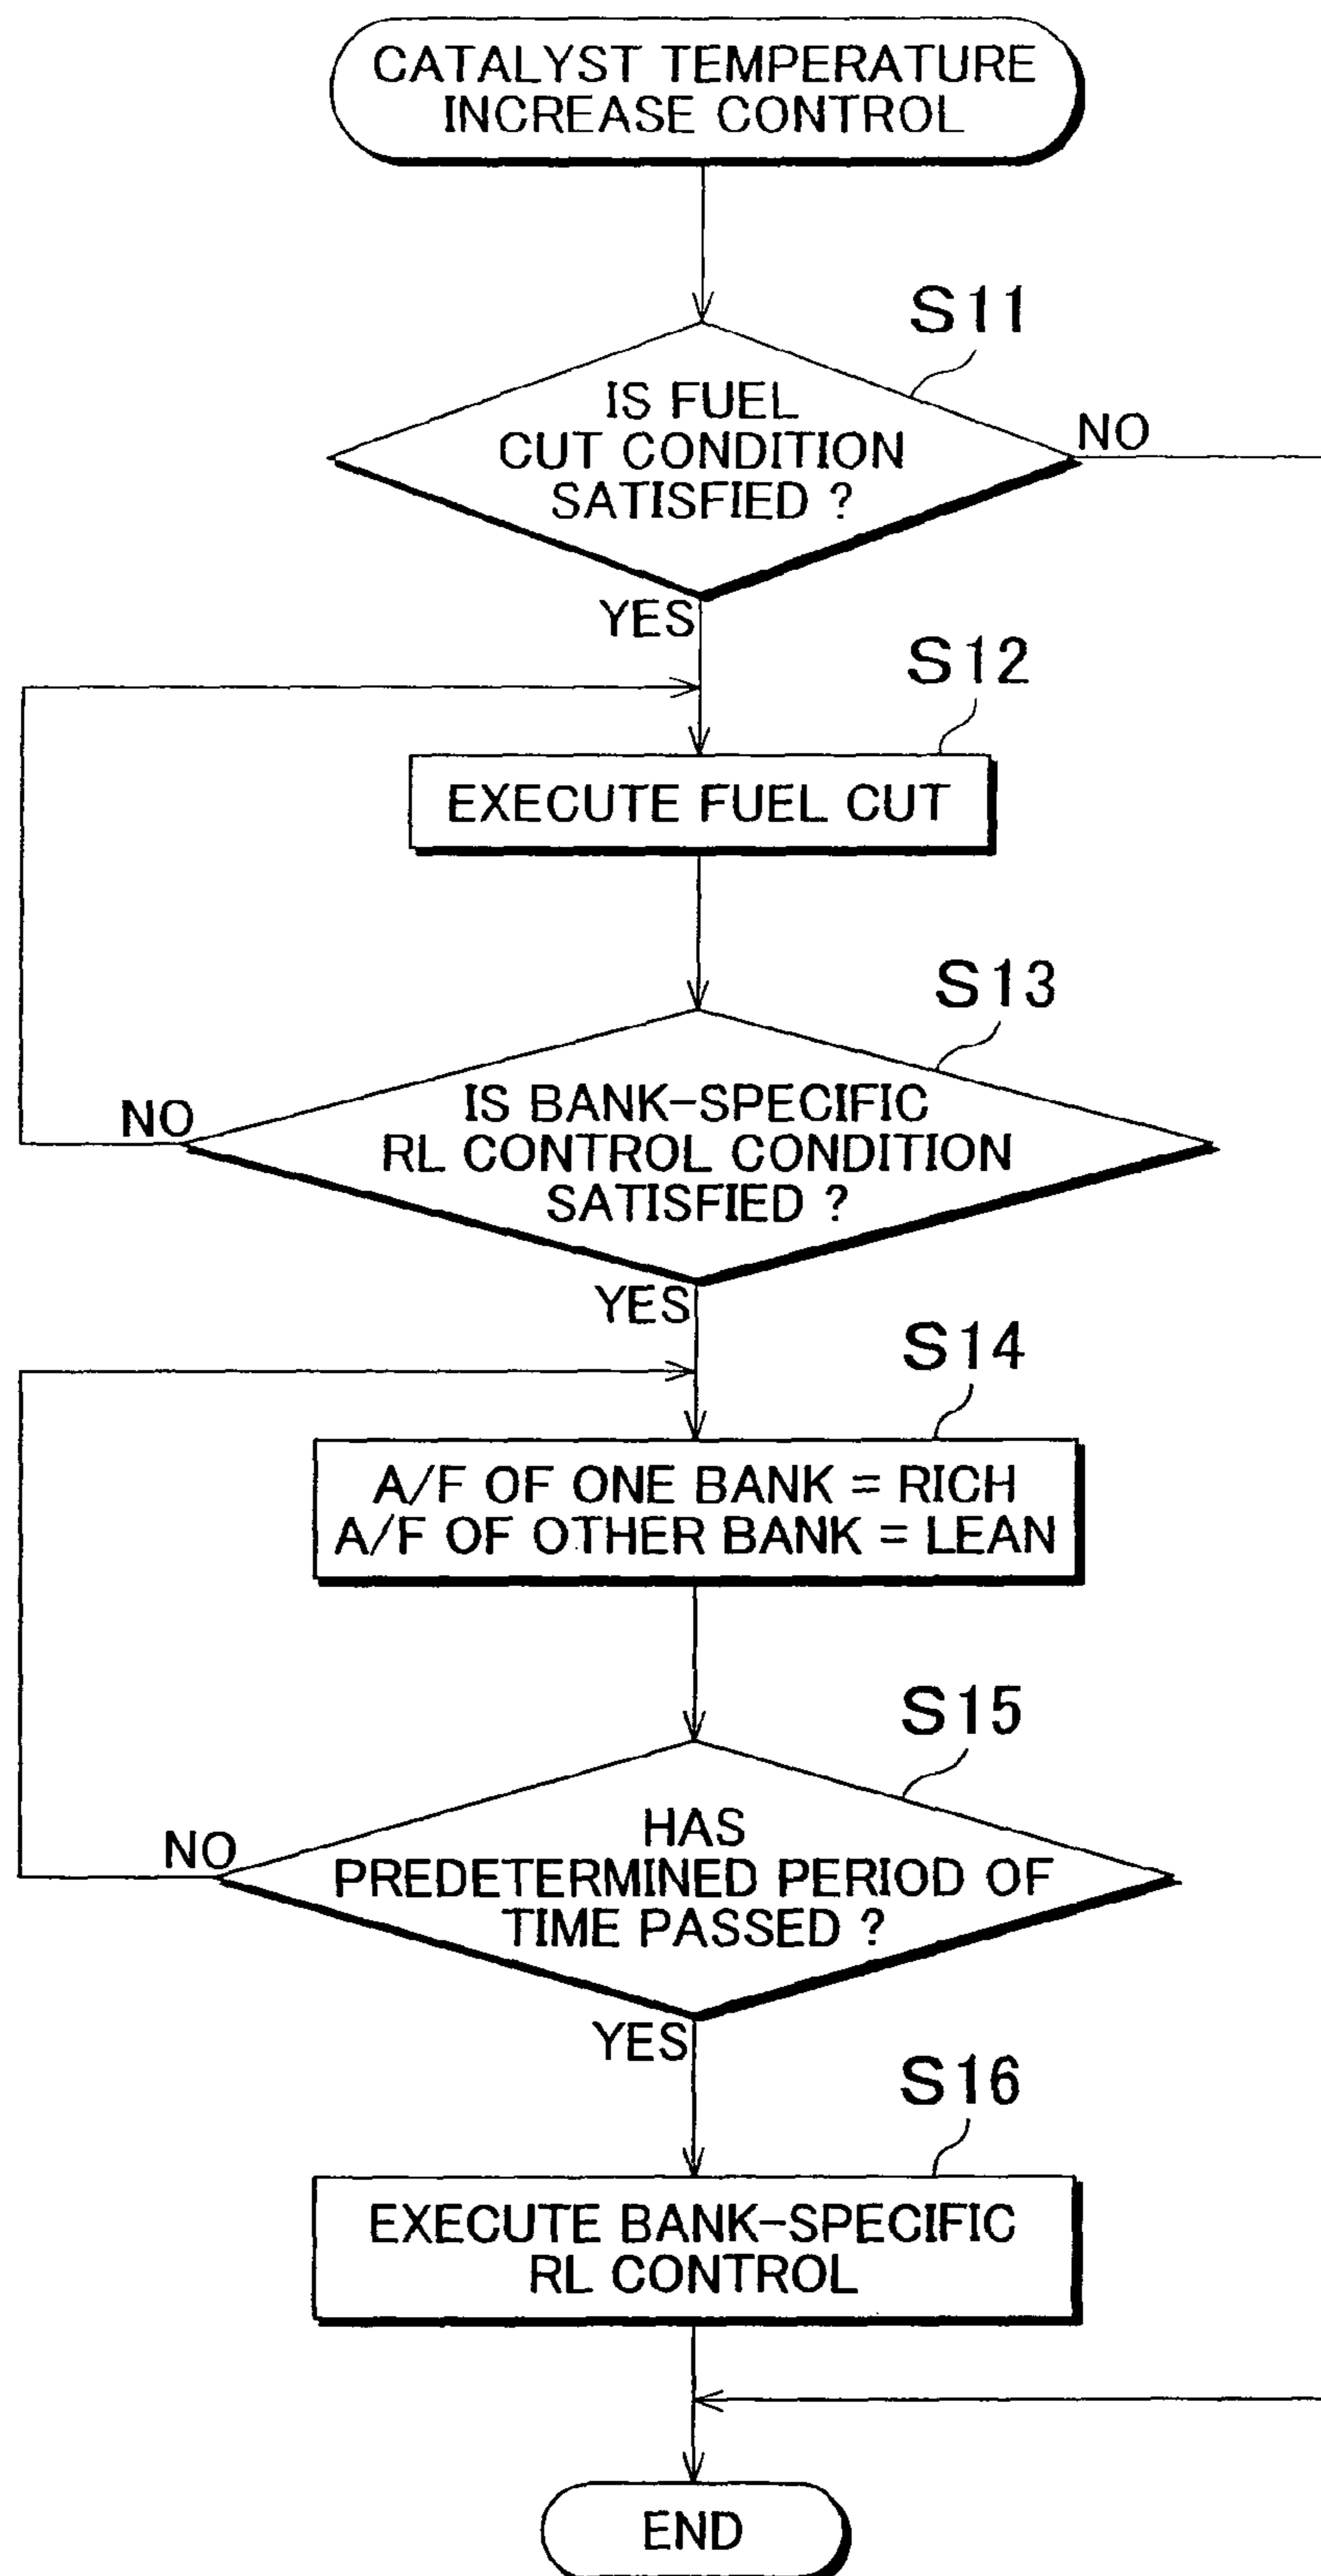 CATALYST TEMPERATURE
INCREASE CONTROL
S11
IS FUEL
CUT CONDITION
SATISFIED ?
NO
YES
S12
EXECUTE FUEL CUT
S13
IS BANK-SPECIFIC
RL CONTROL CONDITION
SATISFIED ?
NO
YES
S14
A/F OF ONE BANK = RICH
A/F OF OTHER BANK = LEAN
S15
HAS
PREDETERMINED PERIOD OF
TIME PASSED ?
NO
YES
S16
EXECUTE BANK-SPECIFIC
RL CONTROL
END